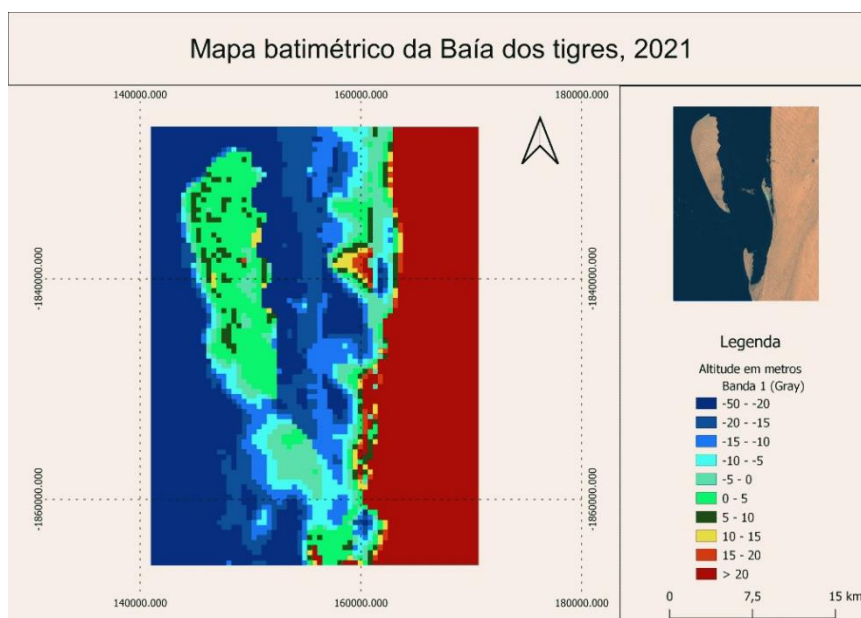 Mapa batimétrico da Baía dos tigres, 2021
140000.000 160000.000 180000.000
-1840000.000
-1840000.000
-1860000.000
-1860000.000
140000.000 160000.000 180000.000
Legenda
Altitude em metros
Banda 1 (Gray)
-50 - -20
-20 - -15
-15 - -10
-10 - -5
-5 - 0
0 - 5
5 - 10
10 - 15
15 - 20
> 20
0 7,5 15 km